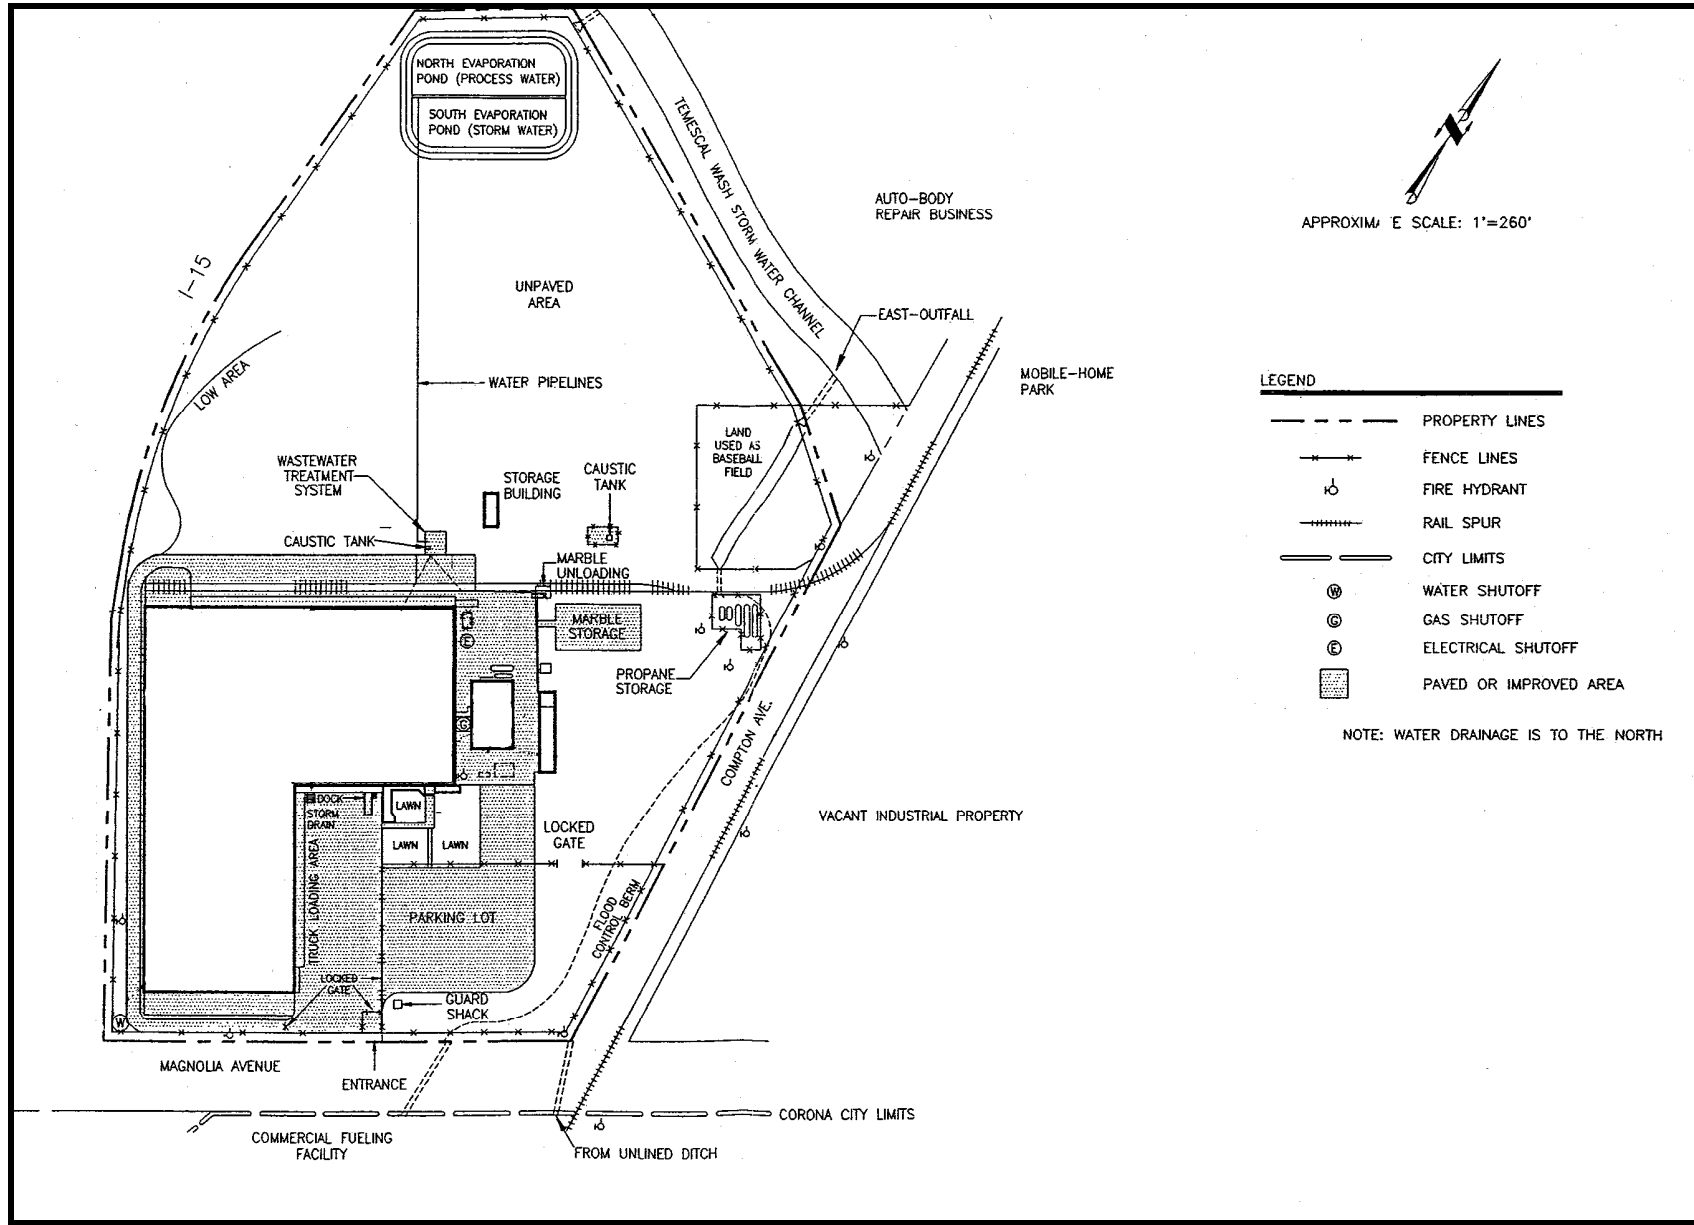 NORTH EVAPORATION
POND (PROCESS WATER)
SOUTH EVAPORATION
POND (STORM WATER)
TEMESCAL WASH STORM WATER CHANNEL
AUTO-BODY
REPAIR BUSINESS
N
APPROXIMA E SCALE: 1"=260'
I-15
UNPAVED
AREA
EAST-OUTFALL
LOW AREA
WATER PIPELINES
MOBILE-HOME
PARK
LAND
USED AS
BASEBALL
FIELD
WASTEWATER
TREATMENT
SYSTEM
STORAGE
BUILDING
CAUSTIC
TANK
CAUSTIC TANK
MARBLE
UNLOADING
MARBLE
STORAGE
E
PROPANE
STORAGE
G
COMPTON AVE.
ES
DOCK
STORM
DRAIN
LAWN
LAWN
LAWN
LOCKED
GATE
VACANT INDUSTRIAL PROPERTY
TRUCK LOADING AREA
PARKING LOT
FLOOD
CONTROL BERM
LOCKED
GATE
GUARD
SHACK
W
MAGNOLIA AVENUE
ENTRANCE
CORONA CITY LIMITS
COMMERCIAL FUELING
FACILITY
FROM UNLINED DITCH
LEGEND
PROPERTY LINES
FENCE LINES
FIRE HYDRANT
RAIL SPUR
CITY LIMITS
W WATER SHUTOFF
G GAS SHUTOFF
E ELECTRICAL SHUTOFF
PAVED OR IMPROVED AREA
NOTE: WATER DRAINAGE IS TO THE NORTH